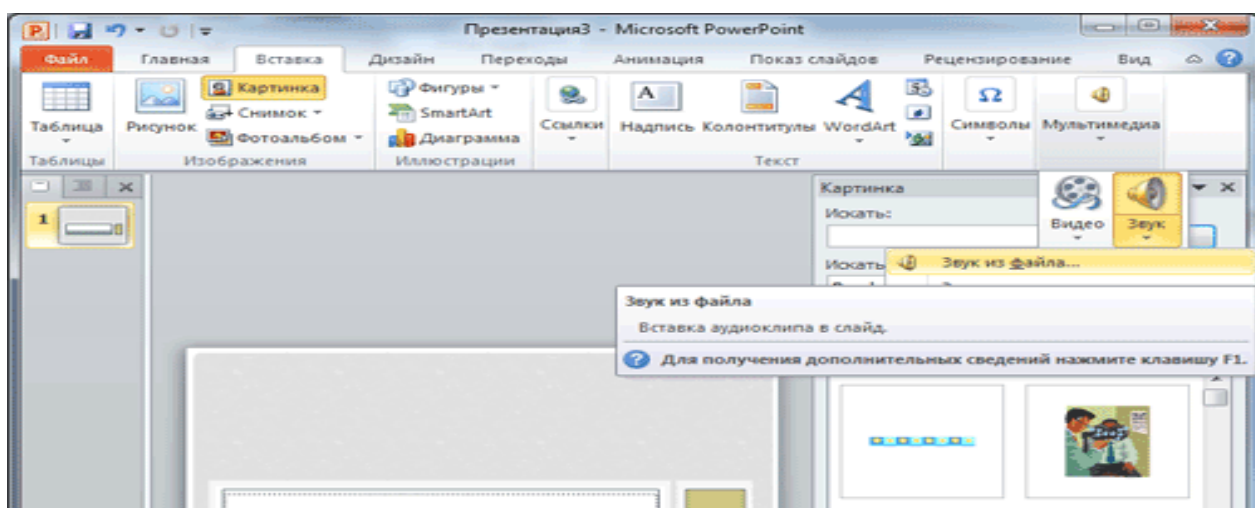 Презентация3 - Microsoft PowerPoint
Файл Главная Вставка Дизайн Переходы Анимация Показ слайдов Рецензирование Вид
Таблица Рисунок Картинка Снимок Фотоальбом Фигуры SmartArt Диаграмма Ссылки Надпись Колонтитулы WordArt Символы Мультимедиа
Таблицы Изображения Иллюстрации Текст
1
Картинка
Искать:
Видео Звук
Искать
Звук из файла...
Звук из файла
Вставка аудиоклипа в слайд.
Для получения дополнительных сведений нажмите клавишу F1.